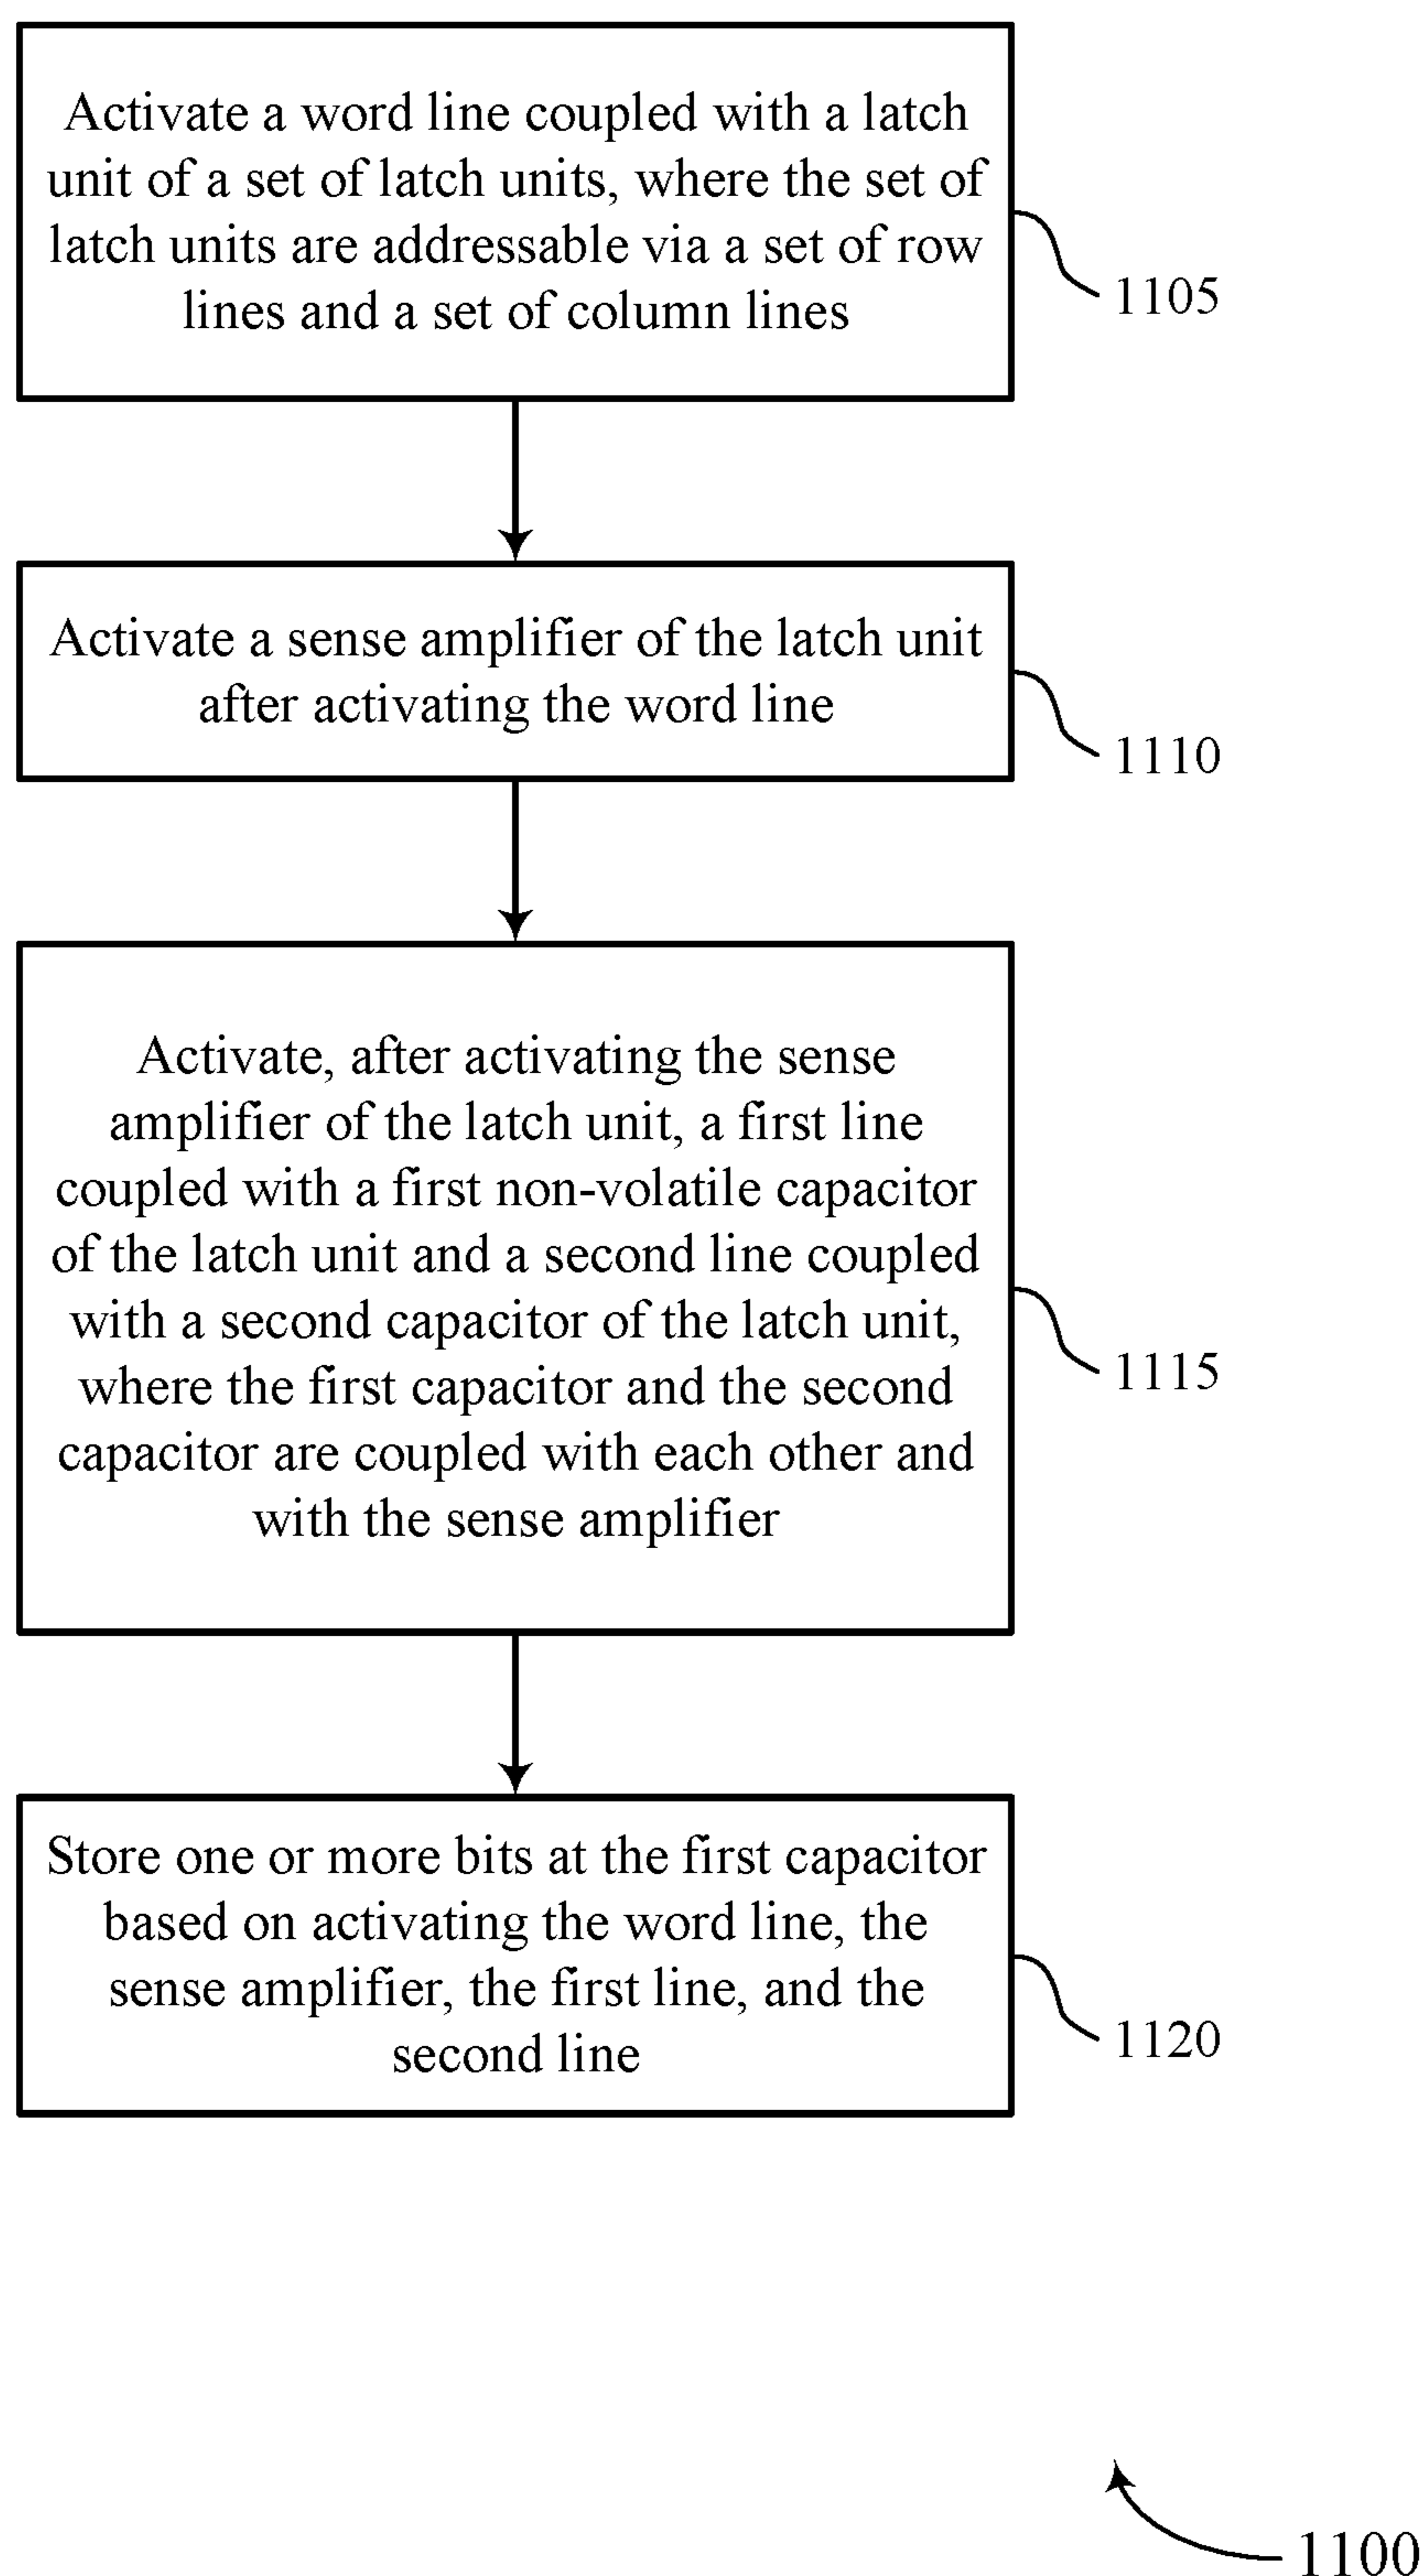 Activate a word line coupled with a latch
unit of a set of latch units, where the set of
latch units are addressable via a set of row
lines and a set of column lines
1105
Activate a sense amplifier of the latch unit
after activating the word line
1110
Activate, after activating the sense
amplifier of the latch unit, a first line
coupled with a first non-volatile capacitor
of the latch unit and a second line coupled
with a second capacitor of the latch unit,
where the first capacitor and the second
capacitor are coupled with each other and
with the sense amplifier
1115
Store one or more bits at the first capacitor
based on activating the word line, the
sense amplifier, the first line, and the
second line
1120
1100